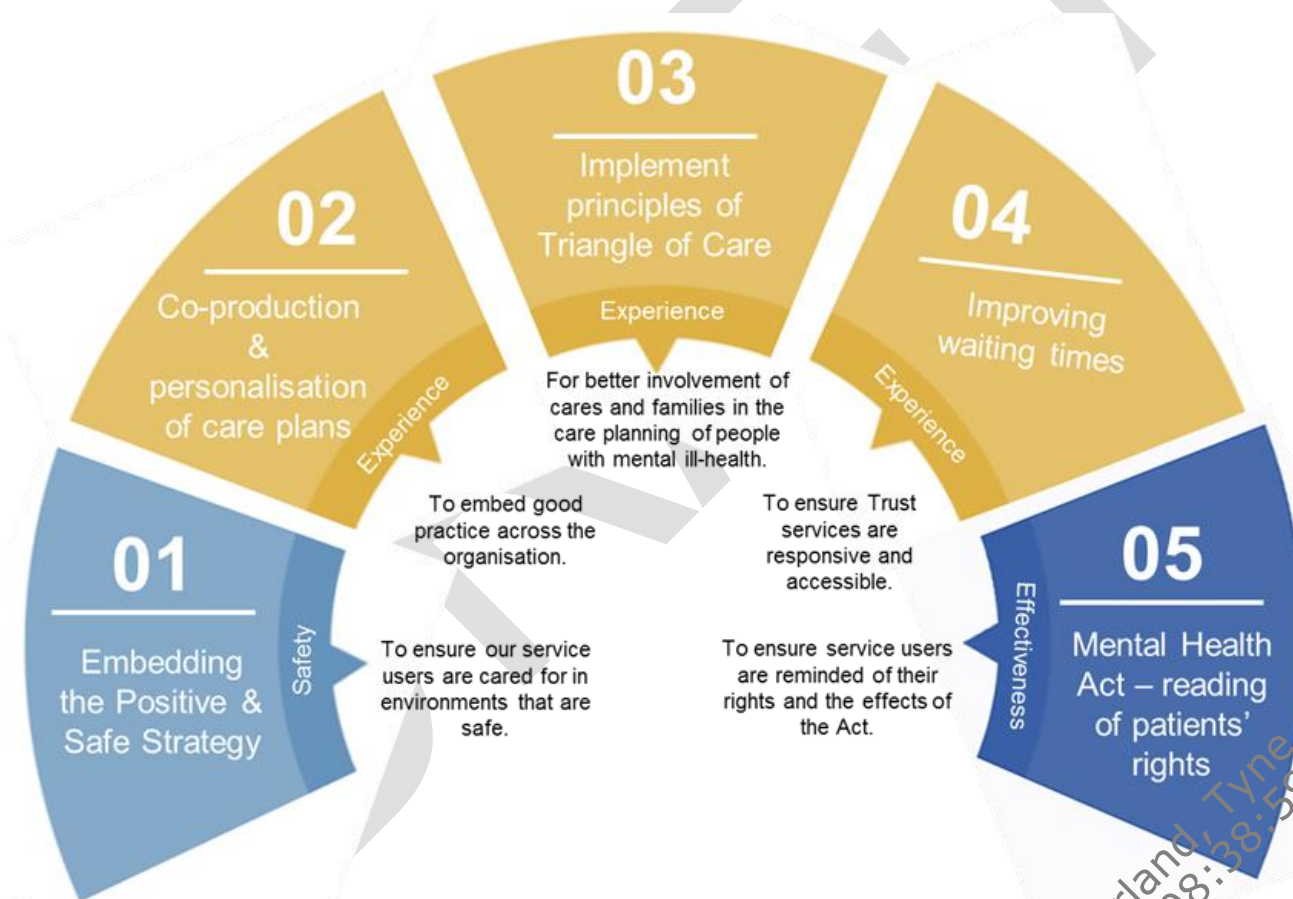 01
Embedding
the Positive &
Safe Strategy
Safety
To ensure our service
users are cared for in
environments that are
safe.
02
Co-production
&
personalisation
of care plans
Experience
To embed good
practice across the
organisation.
03
Implement
principles of
Triangle of Care
Experience
For better involvement of
cares and families in the
care planning of people
with mental ill-health.
04
Improving
waiting times
Experience
To ensure Trust
services are
responsive and
accessible.
05
Mental Health
Act – reading
of patients’
rights
Effectiveness
To ensure service users
are reminded of their
rights and the effects of
the Act.
Tyne